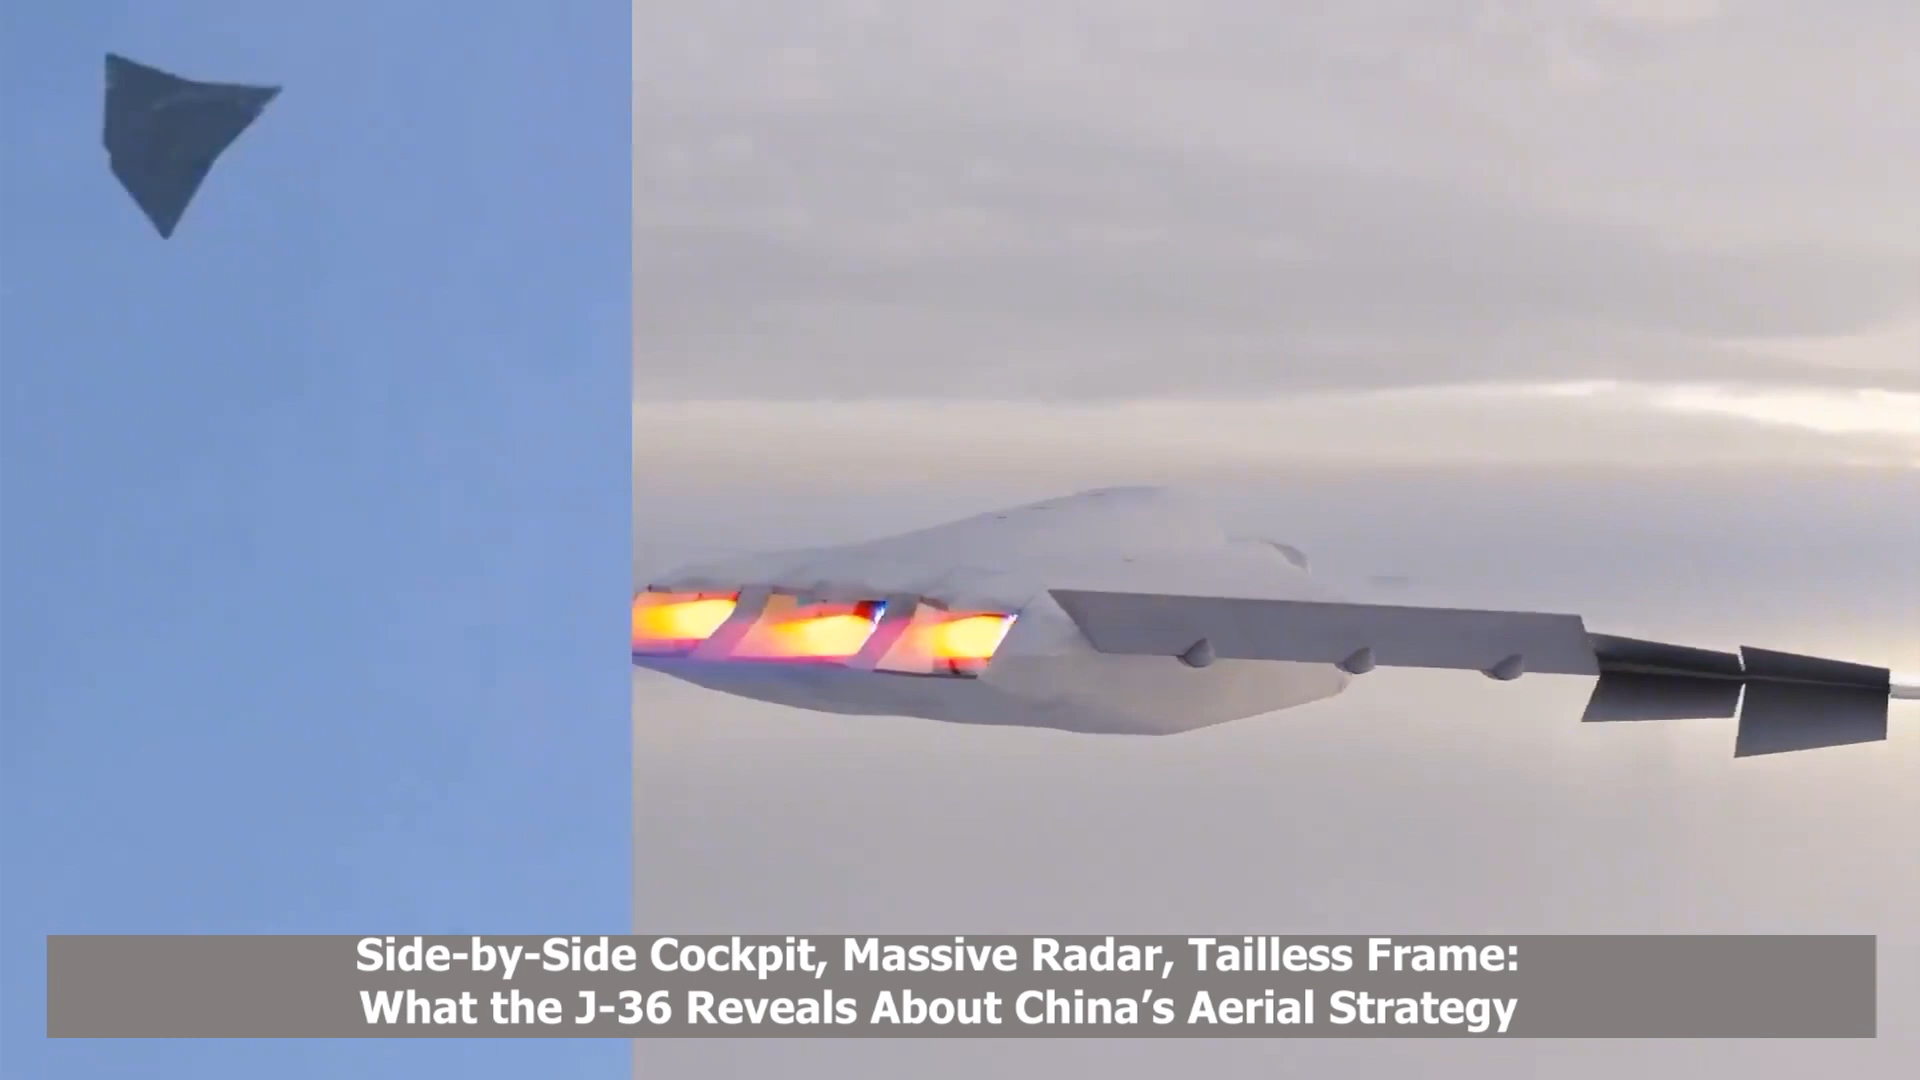 Side-by-Side Cockpit, Massive Radar, Tailless Frame:
What the J-36 Reveals About China’s Aerial Strategy